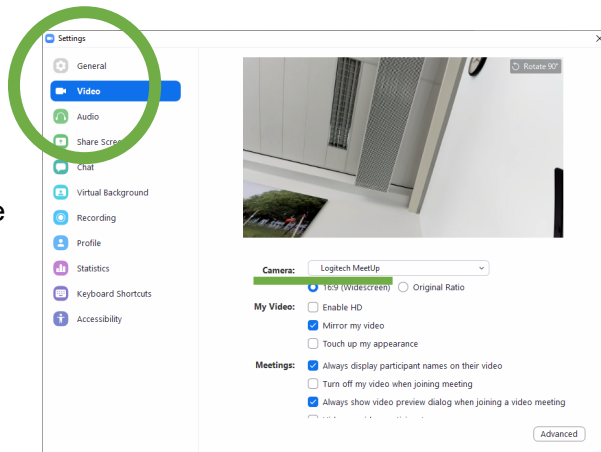 Settings
General
Video
Audio
Share Scree
Chat
Virtual Background
Recording
Profile
Statistics
Keyboard Shortcuts
Accessibility
e
Rotate 90°
Camera: Logitech MeetUp
16:9 (Widescreen) Original Ratio
My Video: Enable HD
Mirror my video
Touch up my appearance
Meetings: Always display participant names on their video
Turn off my video when joining meeting
Always show video preview dialog when joining a video meeting
Advanced